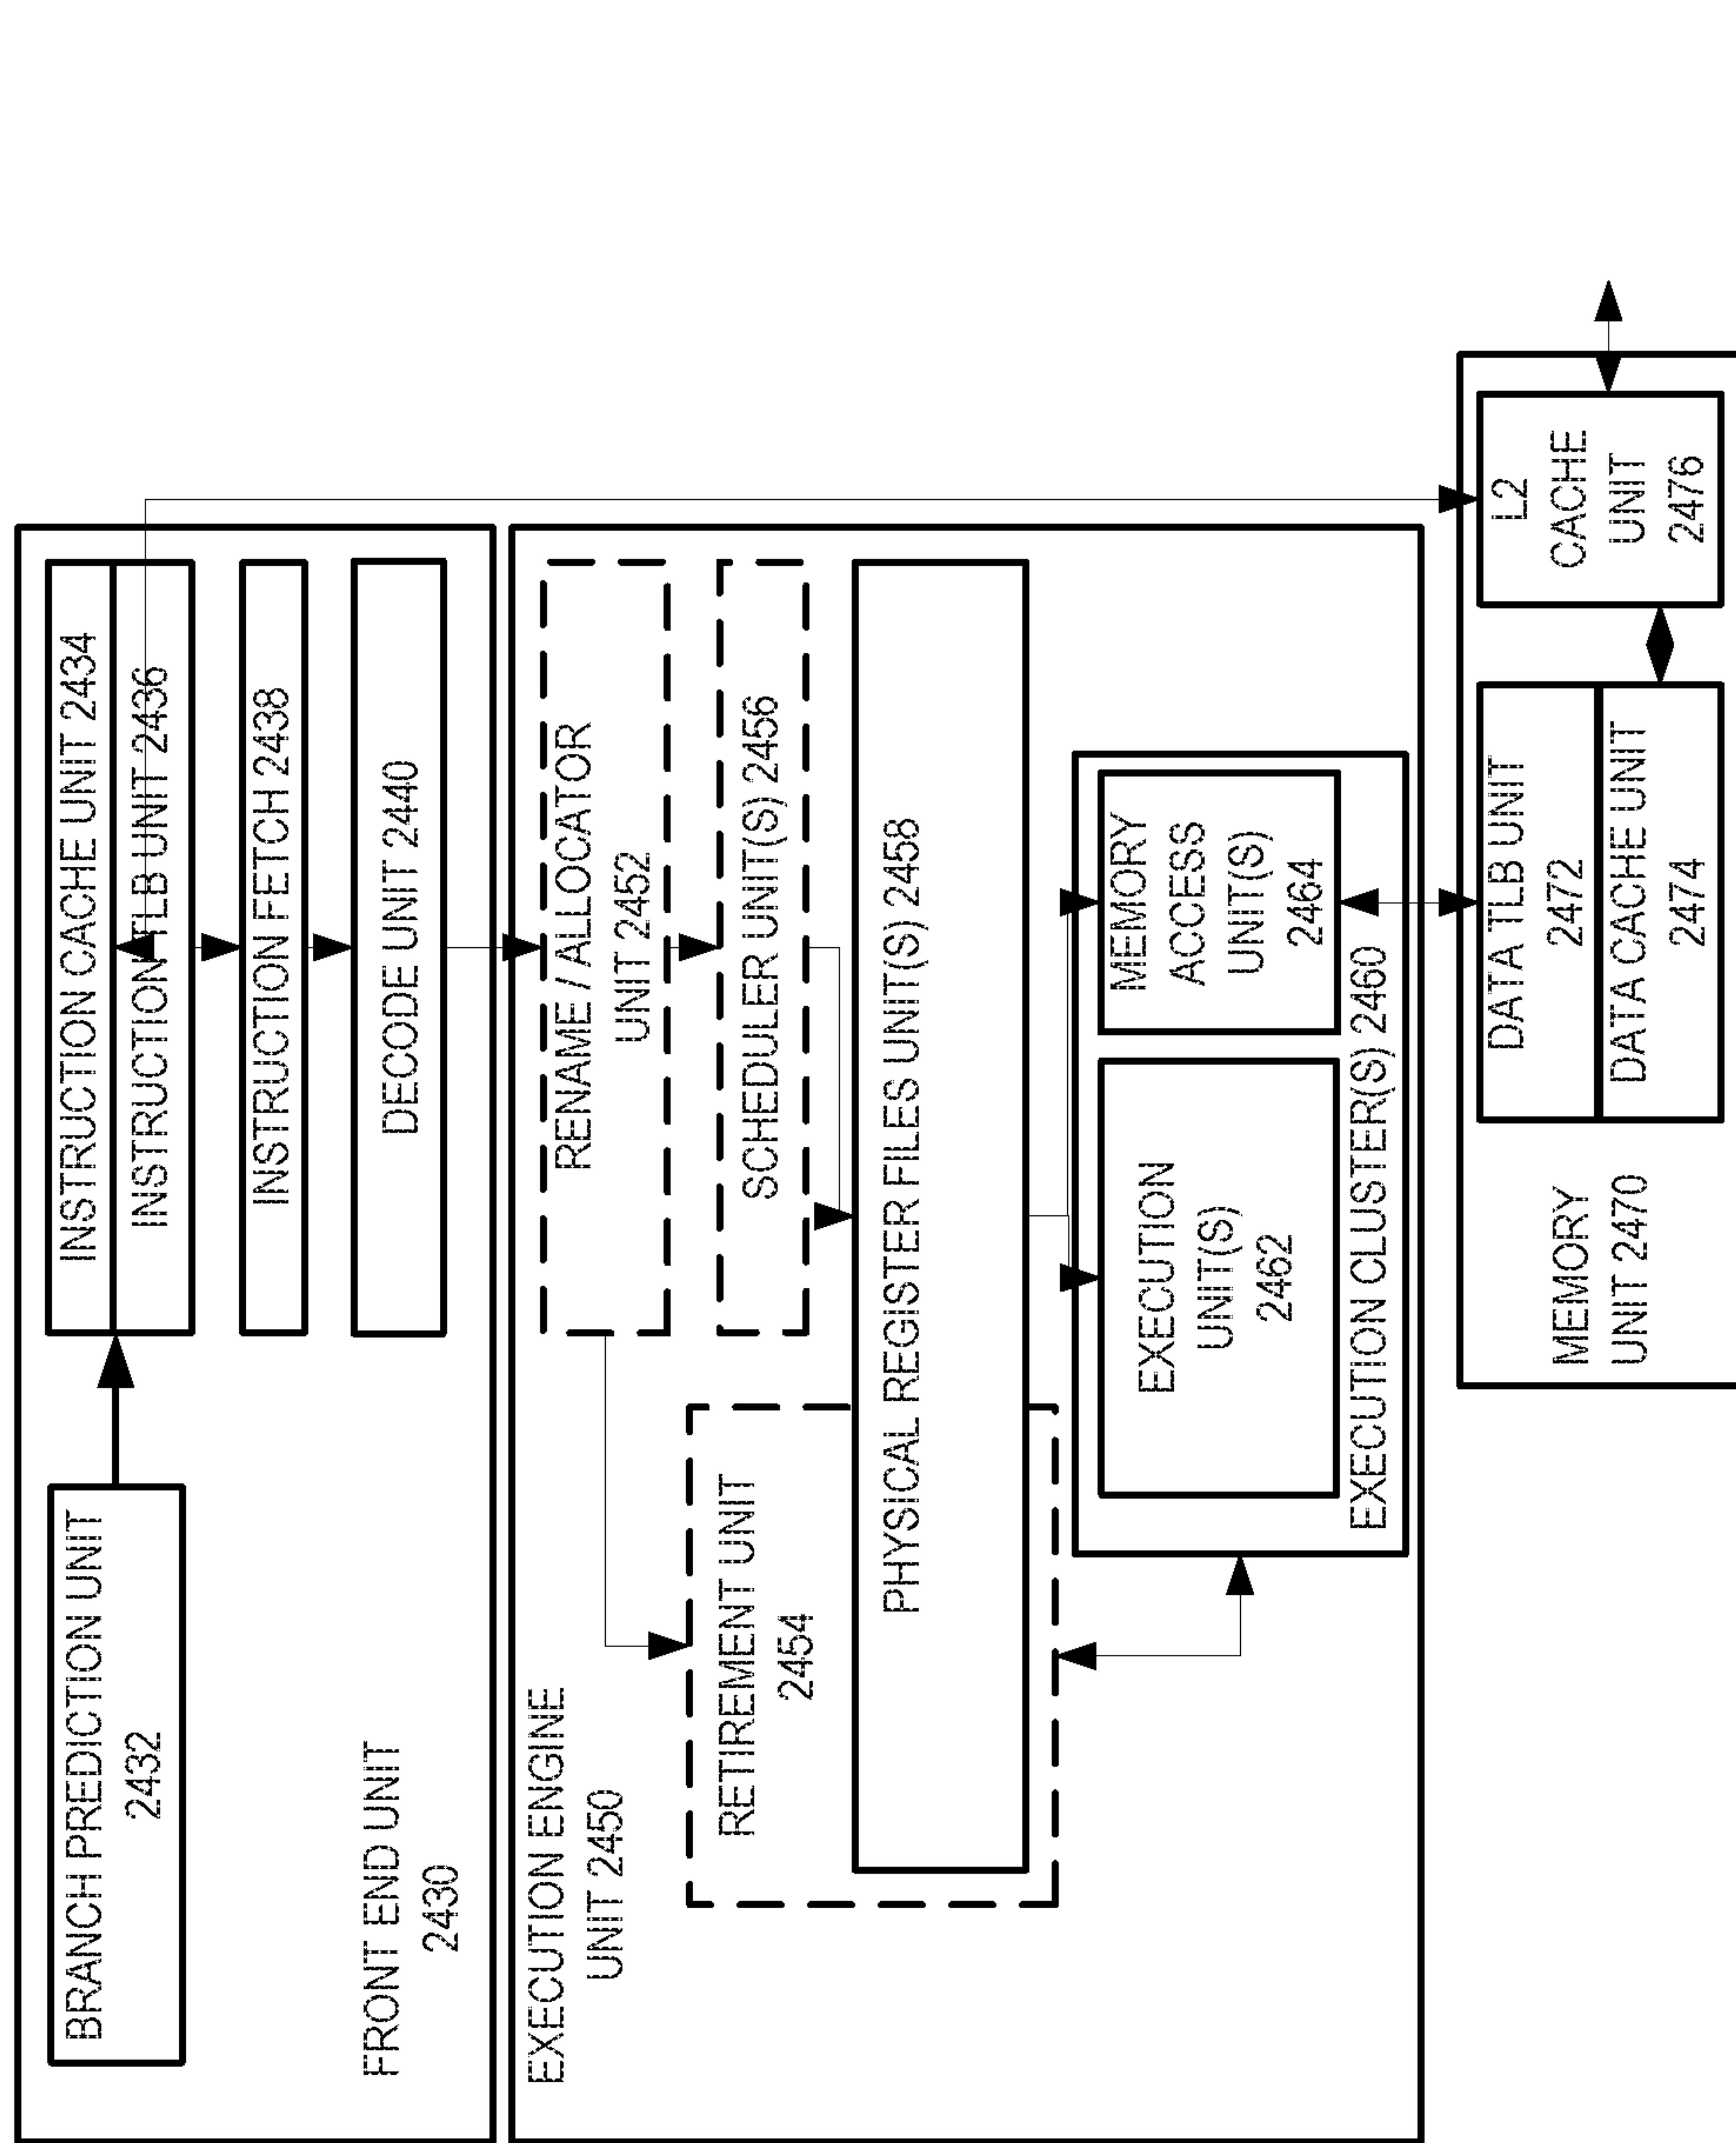 BRANCH PREDICTION UNIT
2432
INSTRUCTION CACHE UNIT 2434
INSTRUCTION TLB UNIT 2436
INSTRUCTION FETCH 2438
DECODE UNIT 2440
FRONT END UNIT
2430
EXECUTION ENGINE
UNIT 2450
RENAME / ALLOCATOR
UNIT 2452
RETIREMENT UNIT
2454
SCHEDULER UNIT(S) 2456
PHYSICAL REGISTER FILES UNIT(S) 2458
EXECUTION
UNIT(S)
2462
MEMORY
ACCESS
UNIT(S)
2464
EXECUTION CLUSTER(S) 2460
MEMORY
UNIT 2470
DATA TLB UNIT
2472
DATA CACHE UNIT
2474
L2
CACHE
UNIT
2476